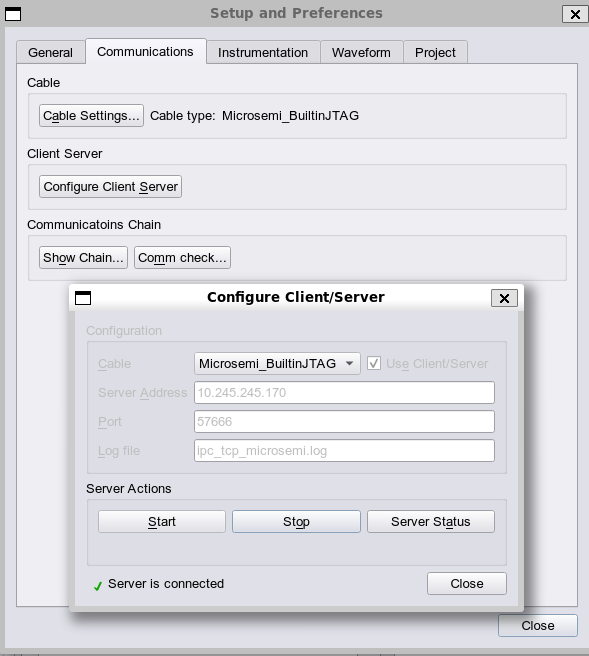 Setup and Preferences
General Communications Instrumentation Waveform Project
Cable
Cable Settings... Cable type: Microsemi_BuiltinJTAG
Client Server
Configure Client Server
Communicatoins Chain
Show Chain... Comm check...
Configure Client/Server
Configuration
Cable Microsemi_BuiltinJTAG Use Client/Server
Server Address 10.245.245.170
Port 57666
Log file ipc_tcp_microsemi.log
Server Actions
Start Stop Server Status
Server is connected Close
Close